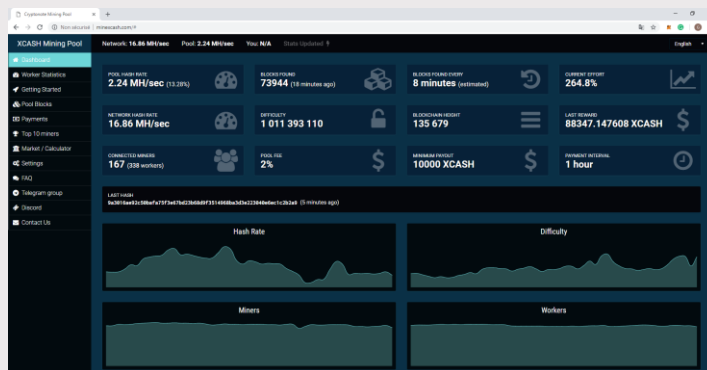 Cryptonote Mining Pool
Non sécurisé | minexcash.com/#
XCASH Mining Pool
Network: 16.86 MH/sec Pool: 2.24 MH/sec You: N/A Stats Updated
English
Dashboard
Worker Statistics
Getting Started
Pool Blocks
Payments
Top 10 miners
Market / Calculator
Settings
FAQ
Telegram group
Discord
Contact Us
POOL HASH RATE
2.24 MH/sec (13.28%)
BLOCKS FOUND
73944 (18 minutes ago)
BLOCKS FOUND EVERY
8 minutes (estimated)
CURRENT EFFORT
264.8%
NETWORK HASH RATE
16.86 MH/sec
DIFFICULTY
1 011 393 110
BLOCKCHAIN HEIGHT
135 679
LAST REWARD
88347.147608 XCASH
CONNECTED MINERS
167 (338 workers)
POOL FEE
2%
MINIMUM PAYOUT
10000 XCASH
PAYMENT INTERVAL
1 hour
LAST HASH
(5 minutes ago)
Hash Rate
Difficulty
Miners
Workers